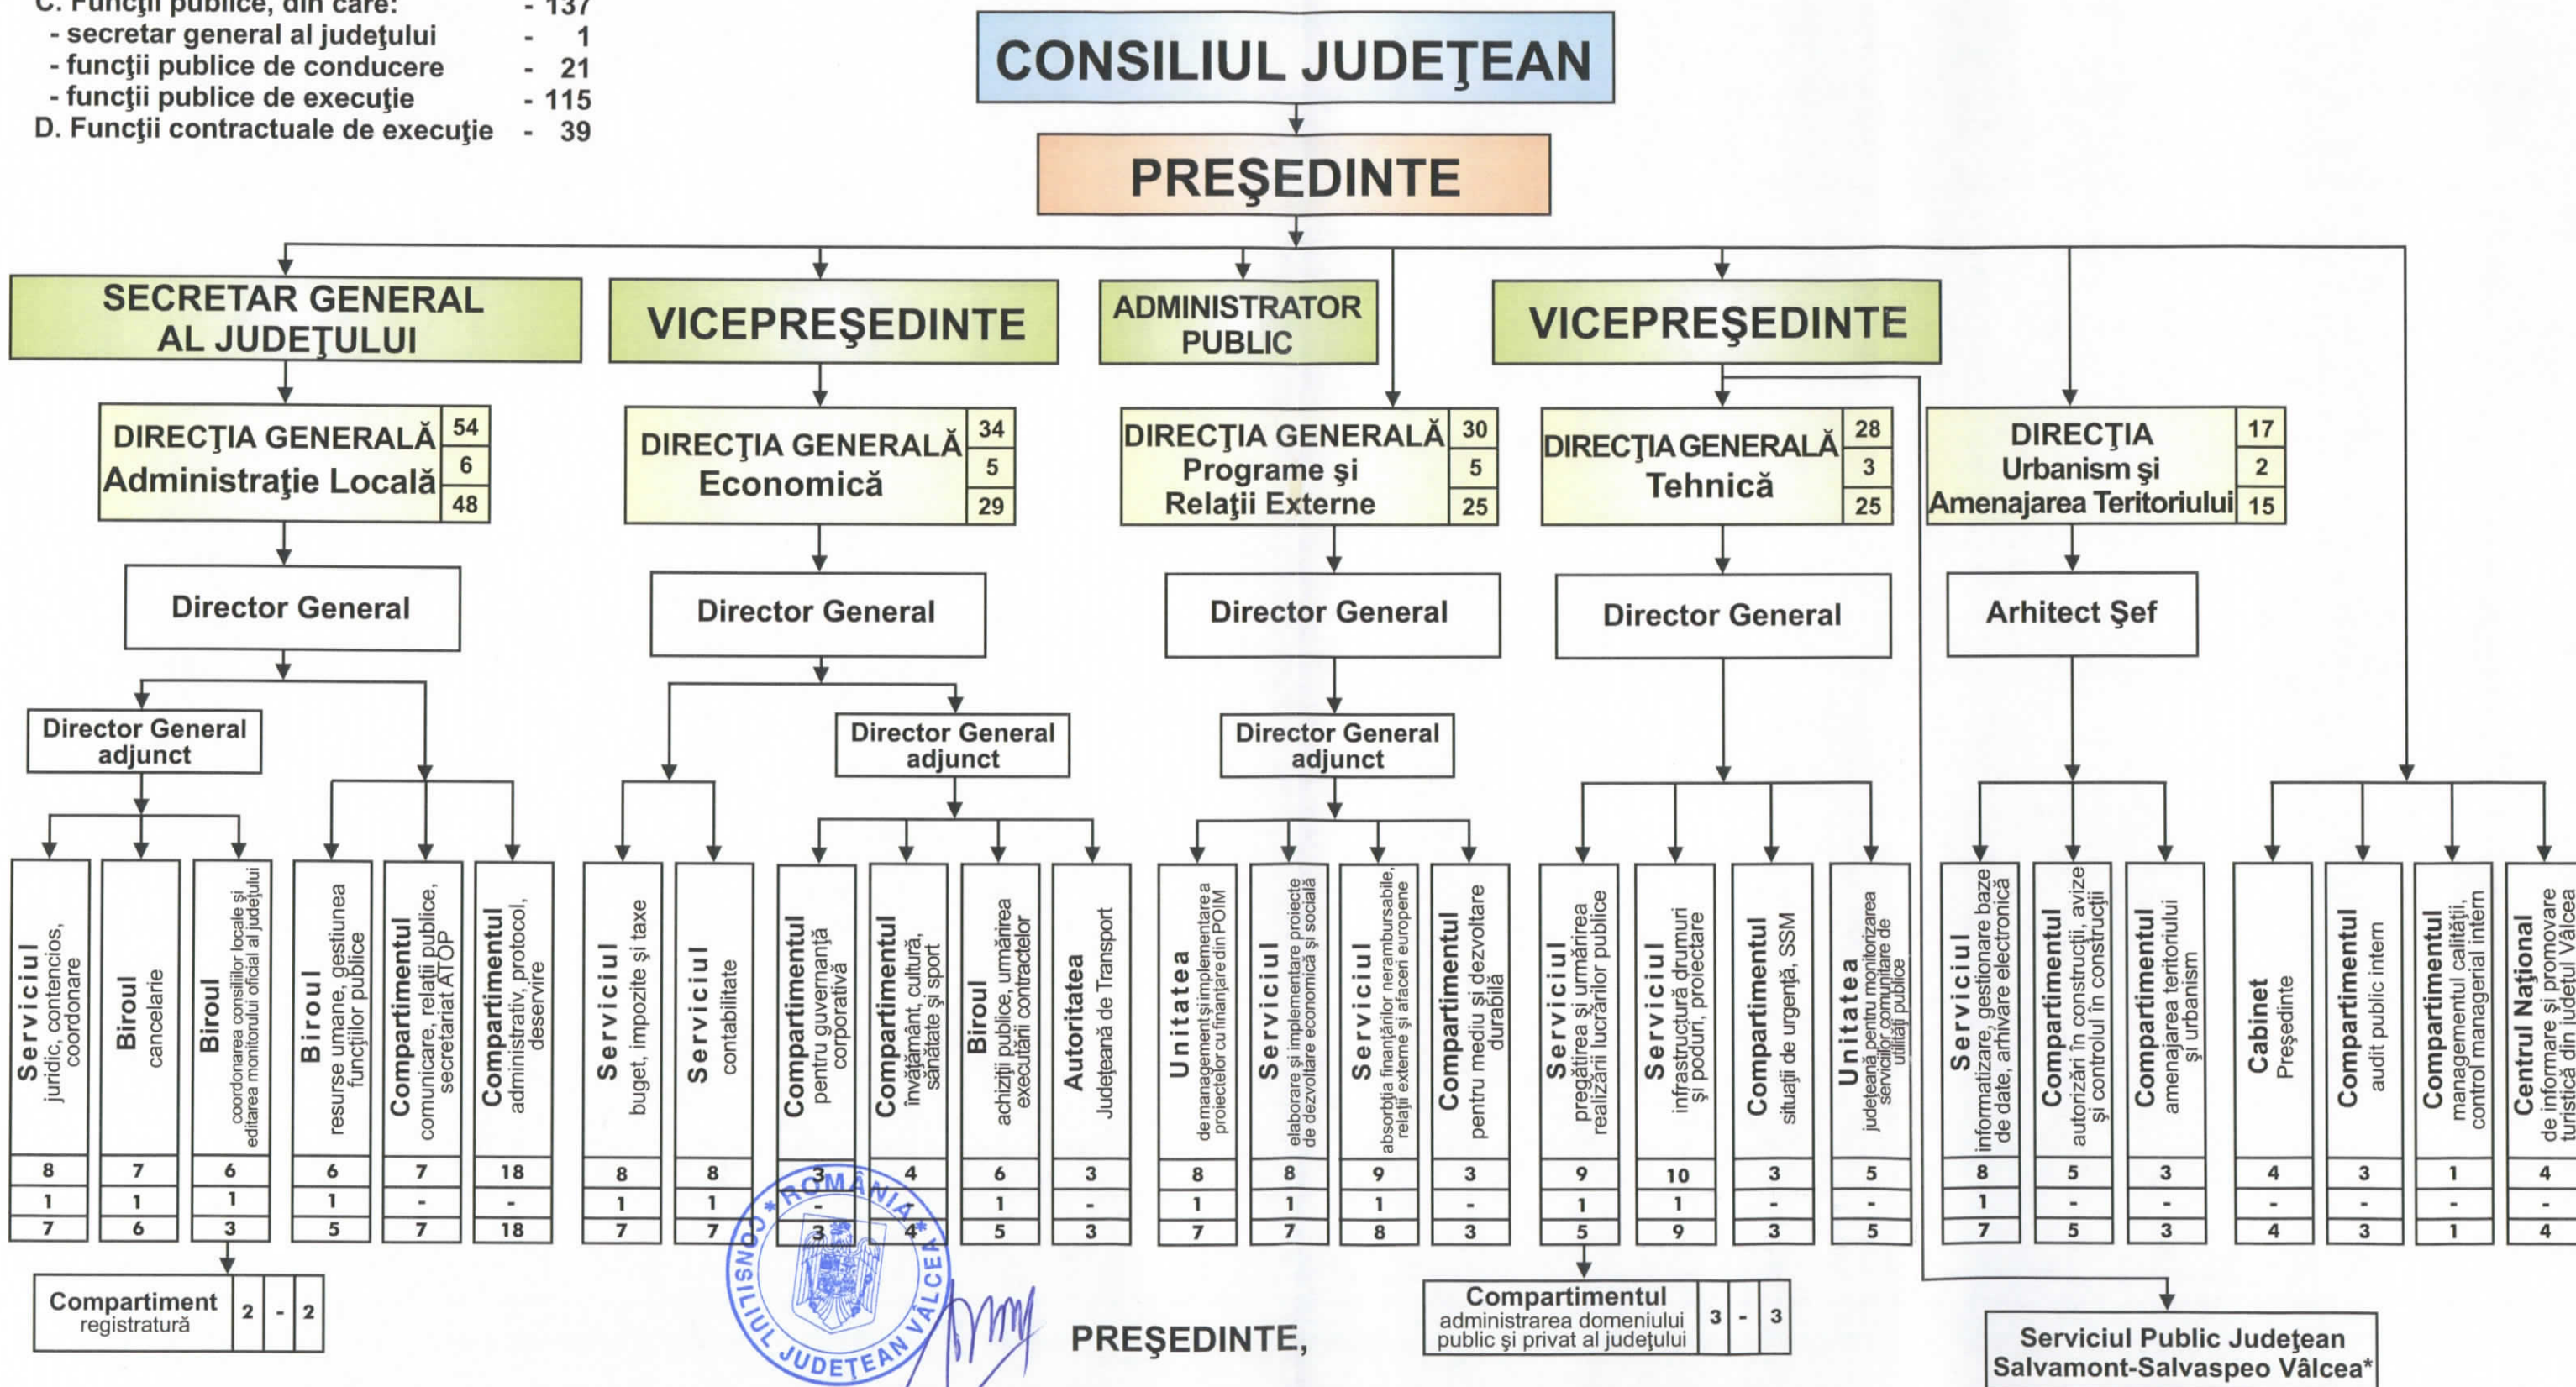 C. Funcţii publice, din care: - 137
- secretar general al judeţului - 1
- funcţii publice de conducere - 21
- funcţii publice de execuţie - 115
D. Funcţii contractuale de execuţie - 39
CONSILIUL JUDEŢEAN
PREŞEDINTE
SECRETAR GENERAL
AL JUDEŢULUI
VICEPREŞEDINTE
ADMINISTRATOR
PUBLIC
VICEPREŞEDINTE
DIRECŢIA GENERALĂ
Administraţie Locală
54
6
48
DIRECŢIA GENERALĂ
Economică
34
5
29
DIRECŢIA GENERALĂ
Programe şi
Relaţii Externe
30
5
25
DIRECŢIA GENERALĂ
Tehnică
28
3
25
DIRECŢIA
Urbanism şi
Amenajarea Teritoriului
17
2
15
Director General
Director General
Director General
Director General
Arhitect Şef
Director General
adjunct
Director General
adjunct
Director General
adjunct
Serviciul
juridic, contencios,
coordonare
8
1
7
Biroul
cancelarie
7
1
6
Biroul
coordonarea consiliilor locale şi
editarea monitorului oficial al judeţului
6
1
3
Biroul
resurse umane, gestiunea
funcţiilor publice
6
1
5
Compartimentul
comunicare, relaţii publice,
secretariat ATOP
7
-
7
Compartimentul
administrativ, protocol,
deservire
18
-
18
Serviciul
buget, impozite şi taxe
8
1
7
Serviciul
contabilitate
8
1
7
Compartimentul
pentru guvernanţă
corporativă
3
-
3
Compartimentul
învăţământ, cultură,
sănătate şi sport
4
-
4
Biroul
achiziţii publice, umărirea
executării contractelor
6
1
5
Autoritatea
Judeţeană de Transport
3
-
3
Unitatea
de management şi implementare a
proiectelor cu finanţare din POIM
8
1
7
Serviciul
elaborare şi implementare proiecte
de dezvoltare economică şi socială
8
1
7
Serviciul
absorbţia finanţărilor nerambursabile,
relaţii externe şi afaceri europene
9
1
8
Compartimentul
pentru mediu şi dezvoltare
durabilă
3
-
3
Serviciul
pregătirea şi urmărirea
realizării lucrărilor publice
9
1
5
Serviciul
infrastructură drumuri
şi poduri, proiectare
10
1
9
Compartimentul
situaţii de urgenţă, SSM
3
-
3
Unitatea
judeţeană pentru monitorizarea
serviciilor comunitare de
utilităţi publice
5
-
5
Serviciul
informatizare, gestionare baze
de date, arhivare electronică
8
1
7
Compartimentul
autorizări în construcţii, avize
şi controlul în construcţii
5
-
5
Compartimentul
amenajarea teritoriului
şi urbanism
3
-
3
Cabinet
Preşedinte
4
-
4
Compartimentul
audit public intern
3
-
3
Compartimentul
managementul calităţii,
control managerial intern
1
-
1
Centrul Naţional
de informare şi promovare
turistică din judeţul Vâlcea
4
-
4
Compartiment
registratură
2 - 2
* ROMÂNIA *
CONSILIUL JUDEŢEAN VÂLCEA
PREŞEDINTE,
Compartimentul
administrarea domeniului
public şi privat al judeţului
3 - 3
Serviciul Public Judeţean
Salvamont-Salvaspeo Vâlcea*